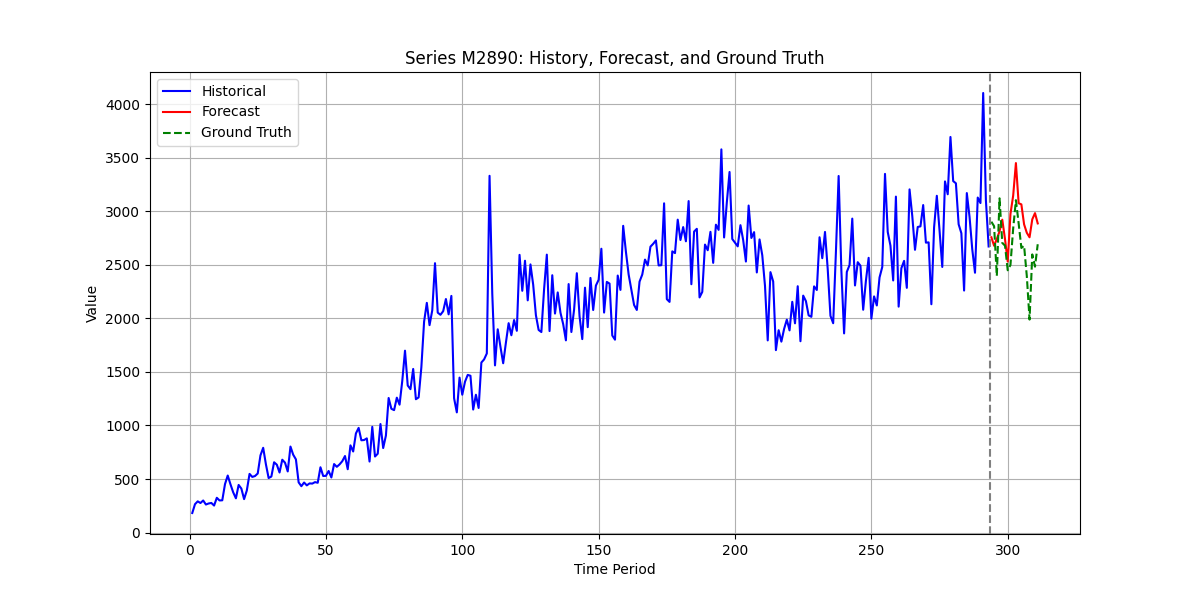 Series M2890: History, Forecast, and Ground Truth
Historical
Forecast
Ground Truth
Value
4000
3500
3000
2500
2000
1500
1000
500
0
0 50 100 150 200 250 300
Time Period